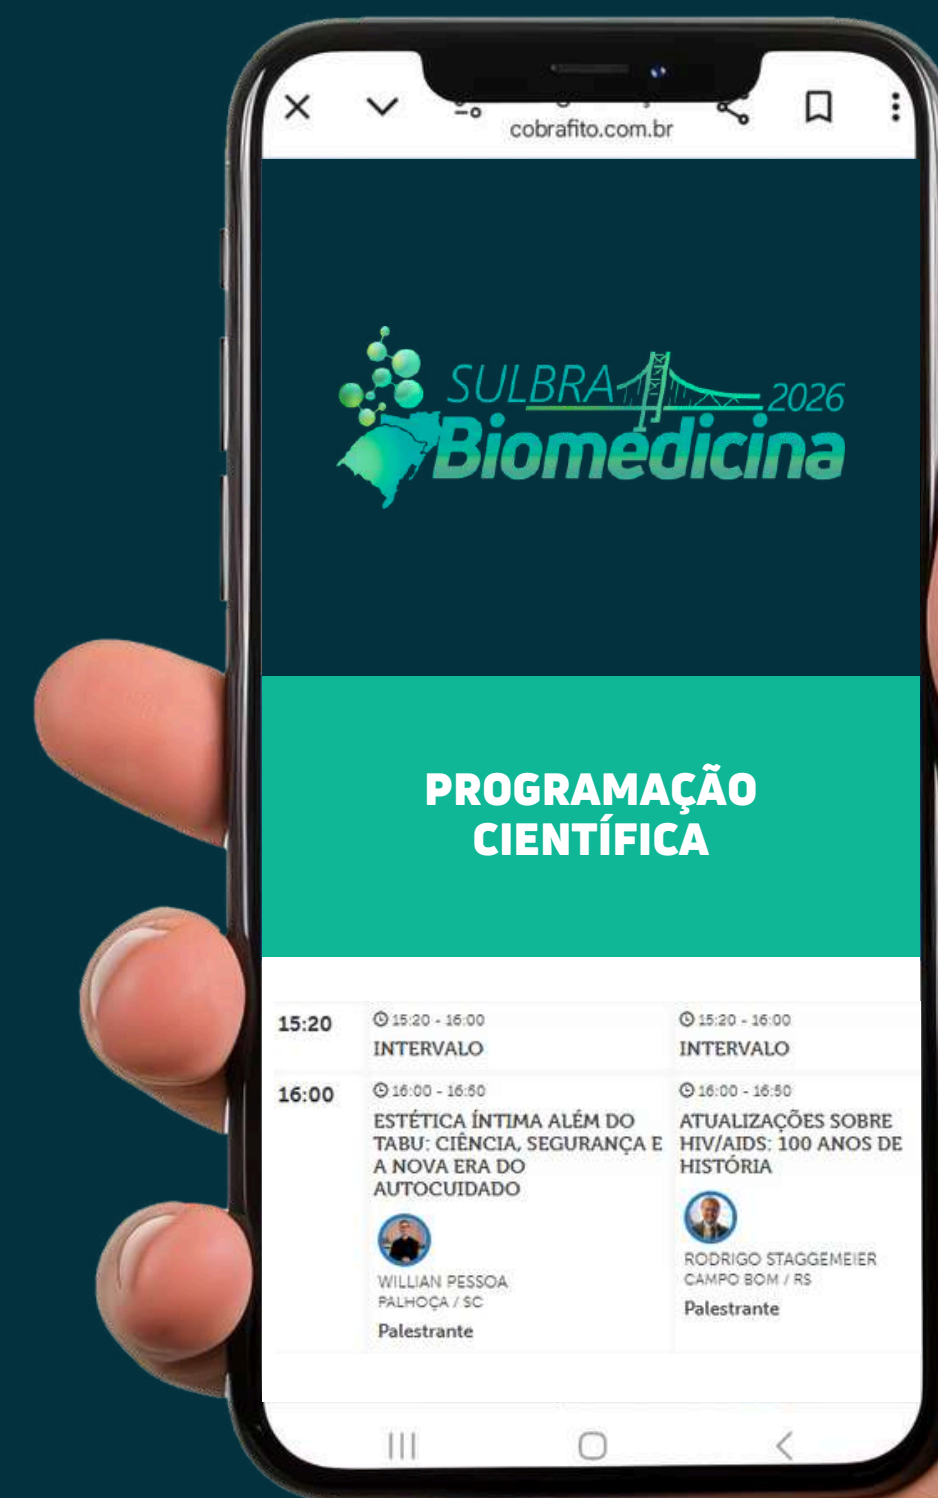 cobrafito.com.br
SULBRA 2026
Biomedicina
PROGRAMAÇÃO
CIENTÍFICA
15:20
15:20 - 16:00
INTERVALO
15:20 - 16:00
INTERVALO
16:00
16:00 - 16:50
ESTÉTICA ÍNTIMA ALÉM DO
TABU: CIÊNCIA, SEGURANÇA E
A NOVA ERA DO
AUTOCUIDADO
WILLIAN PESSOA
PALHOÇA / SC
Palestrante
16:00 - 16:50
ATUALIZAÇÕES SOBRE
HIV/AIDS: 100 ANOS DE
HISTÓRIA
RODRIGO STAGGEMEIER
CAMPO BOM / RS
Palestrante